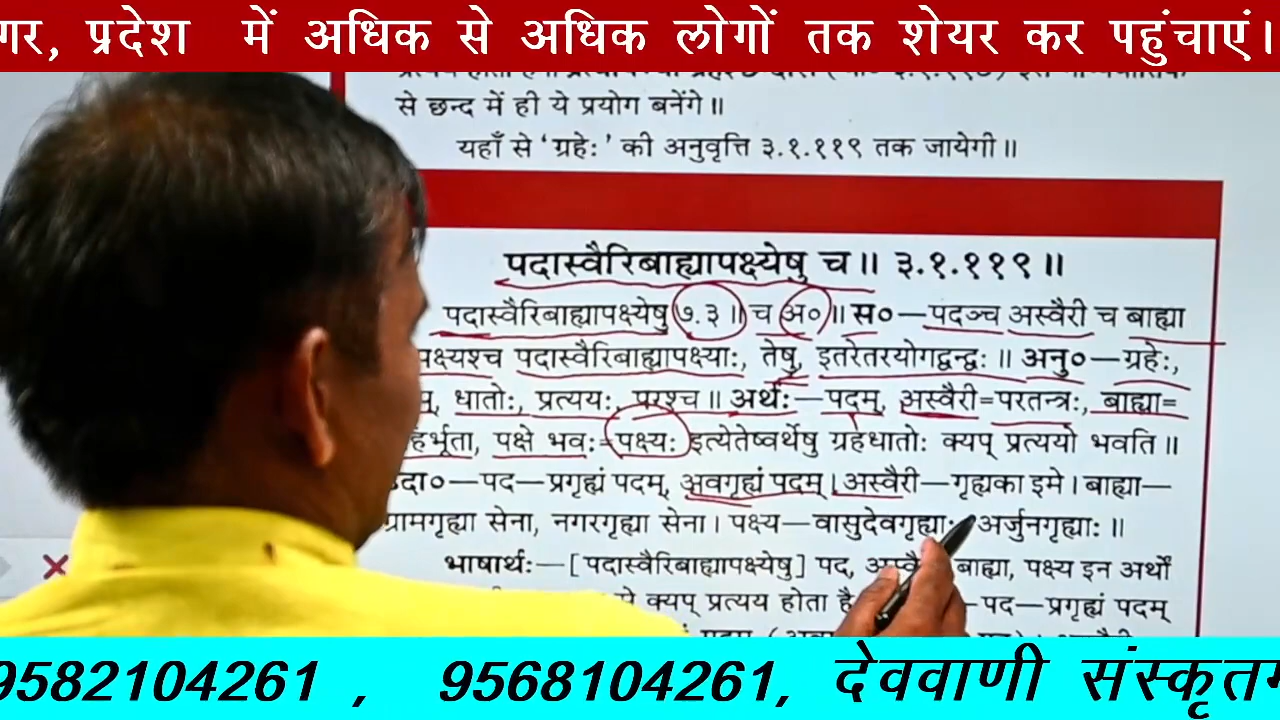 गर, प्रदेश में अधिक से अधिक लोगों तक शेयर कर पहुंचाएं।
से छन्द में ही ये प्रयोग बनेंगे॥
यहाँ से 'ग्रहेः' की अनुवृत्ति ३.१.११९ तक जायेगी॥
पदास्वैरिबाह्यापक्ष्येषु च॥ ३.१.११९॥
पदास्वैरिबाह्यापक्ष्येषु ७.३॥ च अ०॥ स०—पदञ्च अस्वैरी च बाह्या
पक्ष्यश्च पदास्वैरिबाह्यापक्ष्याः, तेषु, इतरेतरयोगद्वन्द्वः॥ अनु०—ग्रहेः,
धातोः, प्रत्ययः, परश्च॥ अर्थः—पदम्, अस्वैरी=परतन्त्रः, बाह्या=
हिर्भूता, पक्षे भवः=पक्ष्यः इत्येतेष्वर्थेषु ग्रहेधातोः क्यप् प्रत्ययो भवति॥
उदा०—पद—प्रगृह्यं पदम्, अवगृह्यं पदम्। अस्वैरी—गृह्यका इमे। बाह्या—
ग्रामगृह्या सेना, नगरगृह्या सेना। पक्ष्य—वासुदेवगृह्याः अर्जुनगृह्याः॥
भाषार्थः—[पदास्वैरिबाह्यापक्ष्येषु] पद, बाह्या, पक्ष्य इन अर्थों
क्यप् प्रत्यय होता है —पद—प्रगृह्यं पदम्
9582104261 , 9568104261, देववाणी संस्कृत